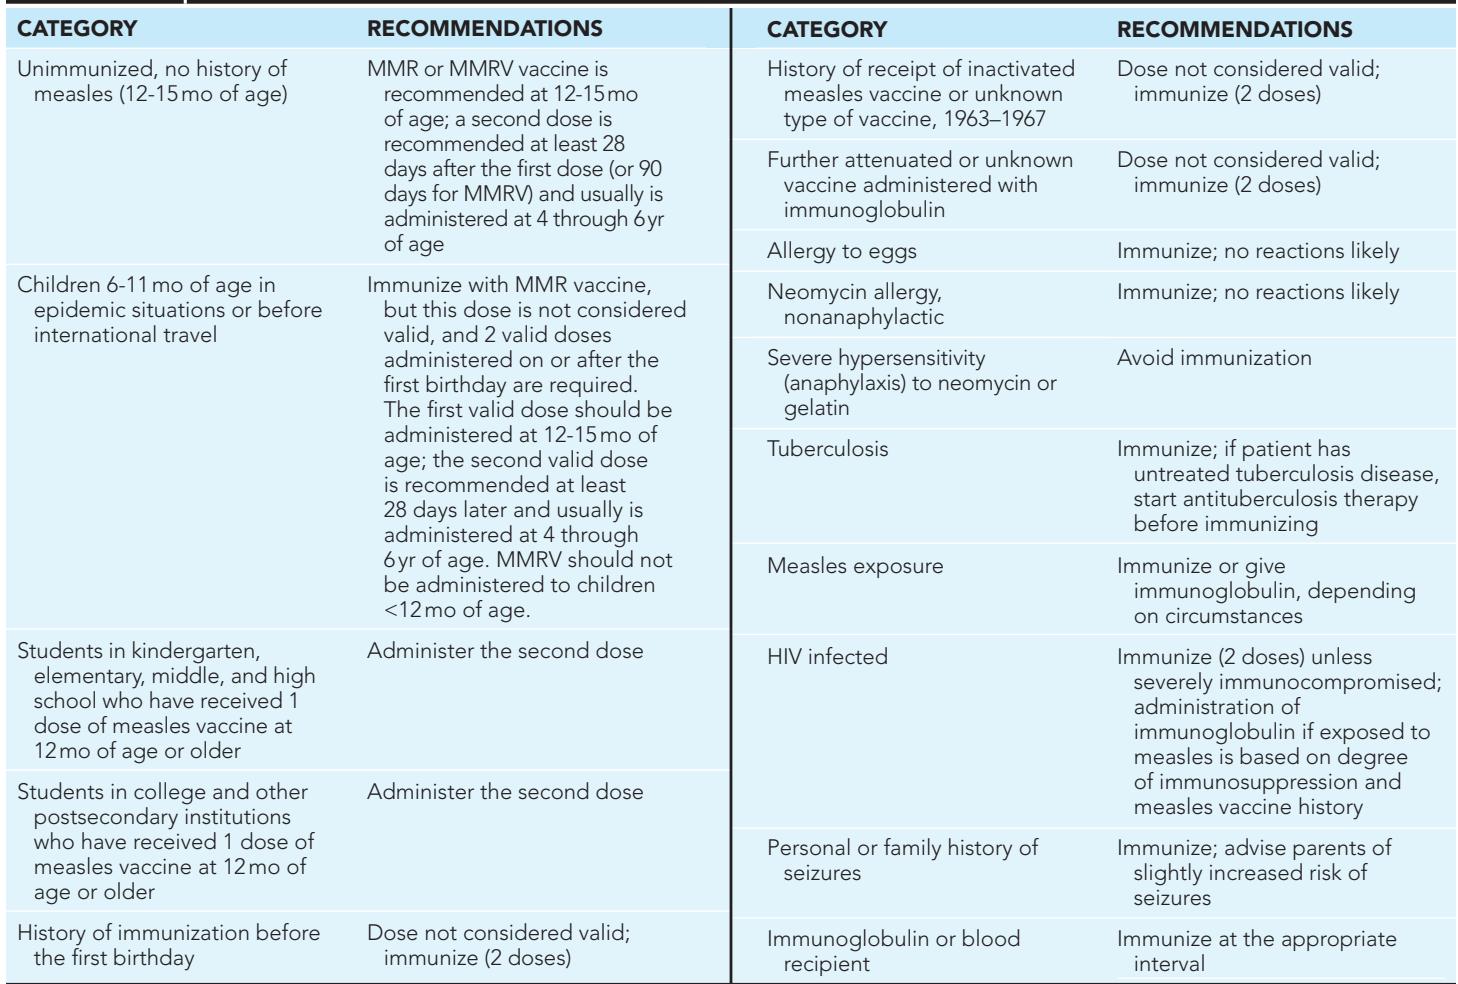 CATEGORY
RECOMMENDATIONS
Unimmunized, no history of
measles (12-15 mo of age)
MMR or MMRV vaccine is
recommended at 12-15 mo
of age; a second dose is
recommended at least 28
days after the first dose (or 90
days for MMRV) and usually is
administered at 4 through 6 yr
of age
Children 6-11 mo of age in
epidemic situations or before
international travel
Immunize with MMR vaccine,
but this dose is not considered
valid, and 2 valid doses
administered on or after the
first birthday are required.
The first valid dose should be
administered at 12-15 mo of
age; the second valid dose
is recommended at least
28 days later and usually is
administered at 4 through
6 yr of age. MMRV should not
be administered to children
<12 mo of age.
Students in kindergarten,
elementary, middle, and high
school who have received 1
dose of measles vaccine at
12 mo of age or older
Administer the second dose
Students in college and other
postsecondary institutions
who have received 1 dose of
measles vaccine at 12 mo of
age or older
Administer the second dose
History of immunization before
the first birthday
Dose not considered valid;
immunize (2 doses)
CATEGORY
RECOMMENDATIONS
History of receipt of inactivated
measles vaccine or unknown
type of vaccine, 1963–1967
Dose not considered valid;
immunize (2 doses)
Further attenuated or unknown
vaccine administered with
immunoglobulin
Dose not considered valid;
immunize (2 doses)
Allergy to eggs
Immunize; no reactions likely
Neomycin allergy,
nonanaphylactic
Immunize; no reactions likely
Severe hypersensitivity
(anaphylaxis) to neomycin or
gelatin
Avoid immunization
Tuberculosis
Immunize; if patient has
untreated tuberculosis disease,
start antituberculosis therapy
before immunizing
Measles exposure
Immunize or give
immunoglobulin, depending
on circumstances
HIV infected
Immunize (2 doses) unless
severely immunocompromised;
administration of
immunoglobulin if exposed to
measles is based on degree
of immunosuppression and
measles vaccine history
Personal or family history of
seizures
Immunize; advise parents of
slightly increased risk of
seizures
Immunoglobulin or blood
recipient
Immunize at the appropriate
interval